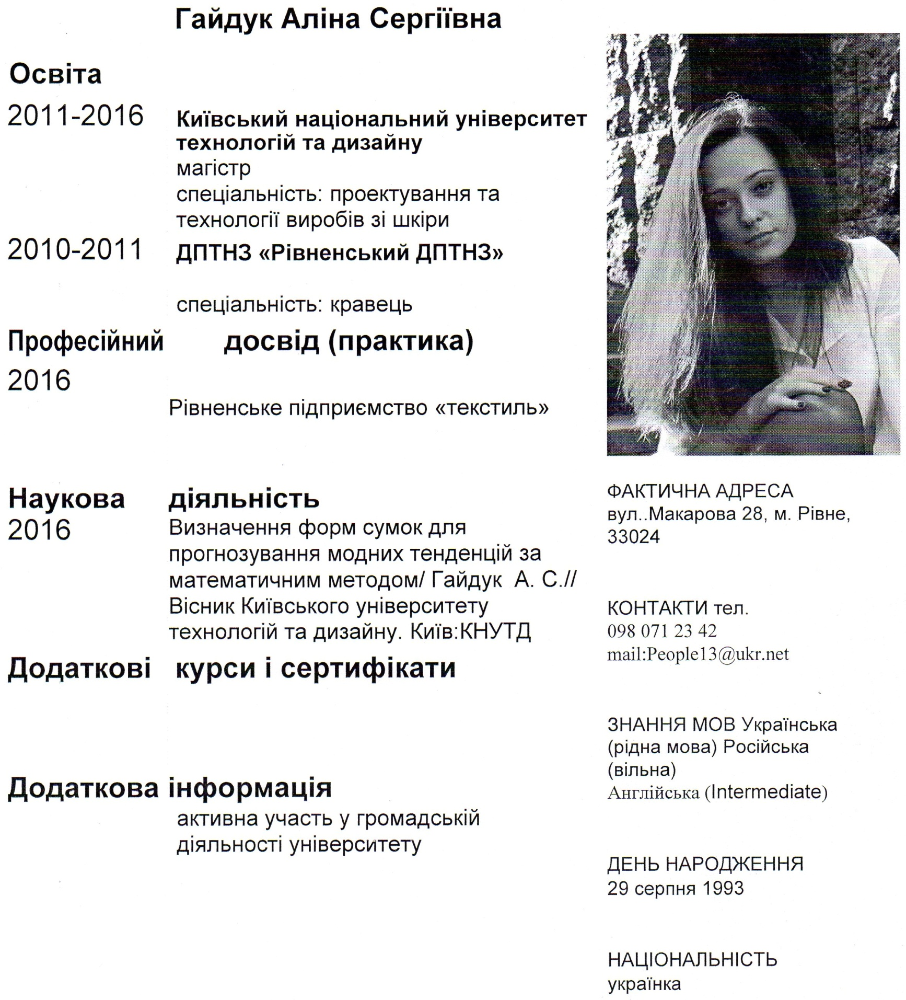 Гайдук Аліна Сергіївна
Освіта
2011-2016
Київський національний університет
технологій та дизайну
магістр
спеціальність: проектування та
технології виробів зі шкіри
2010-2011
ДПТНЗ «Рівненський ДПТНЗ»
спеціальність: кравець
Професійний досвід (практика)
2016
Рівненське підприємство «текстиль»
Наукова діяльність
2016
Визначення форм сумок для
прогнозування модних тенденцій за
математичним методом/ Гайдук А. С.//
Вісник Київського університету
технологій та дизайну. Київ:КНУТД
Додаткові курси і сертифікати
Додаткова інформація
активна участь у громадській
діяльності університету
ФАКТИЧНА АДРЕСА
вул..Макарова 28, м. Рівне,
33024
КОНТАКТИ тел.
098 071 23 42
mail:People13@ukr.net
ЗНАННЯ МОВ Українська
(рідна мова) Російська
(вільна)
Англійська (Intermediate)
ДЕНЬ НАРОДЖЕННЯ
29 серпня 1993
НАЦІОНАЛЬНІСТЬ
українка